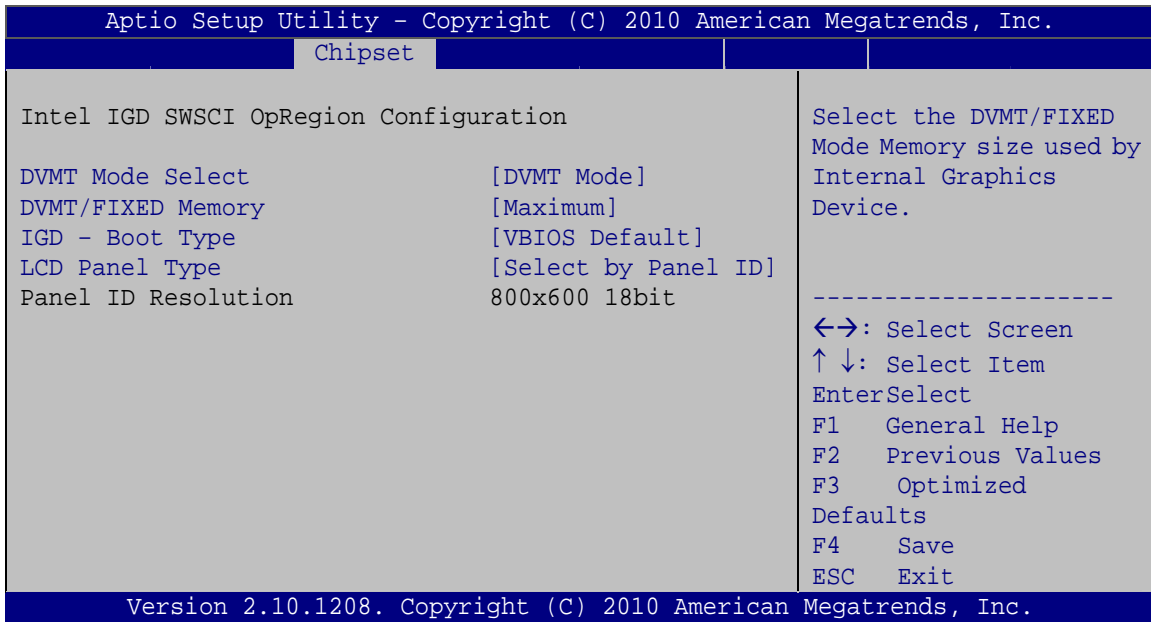 Aptio Setup Utility – Copyright (C) 2010 American Megatrends, Inc.
Chipset
Intel IGD SWSCI OpRegion Configuration
DVMT Mode Select [DVMT Mode]
DVMT/FIXED Memory [Maximum]
IGD – Boot Type [VBIOS Default]
LCD Panel Type [Select by Panel ID]
Panel ID Resolution 800x600 18bit
Select the DVMT/FIXED
Mode Memory size used by
Internal Graphics
Device.
---------------------
←→: Select Screen
↑ ↓: Select Item
EnterSelect
F1 General Help
F2 Previous Values
F3 Optimized
Defaults
F4 Save
ESC Exit
Version 2.10.1208. Copyright (C) 2010 American Megatrends, Inc.